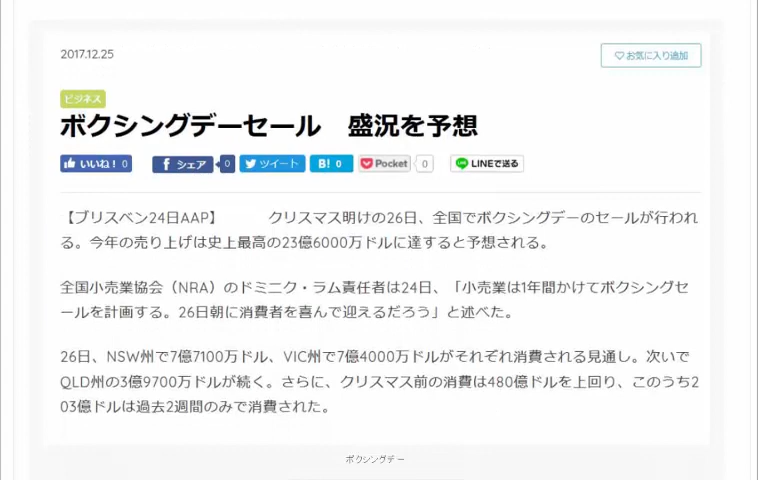 2017.12.25
♡お気に入り追加
ビジネス
ボクシングデーセール　盛況を予想
いいね！ 0
シェア 0
ツイート
B! 0
Pocket 0
LINEで送る
【ブリスベン24日AAP】　　　クリスマス明けの26日、全国でボクシングデーのセールが行われ
る。今年の売り上げは史上最高の23億6000万ドルに達すると予想される。
全国小売業協会（NRA）のドミニク・ラム責任者は24日、「小売業は1年間かけてボクシングセ
ールを計画する。26日朝に消費者を喜んで迎えるだろう」と述べた。
26日、NSW州で7億7100万ドル、VIC州で7億4000万ドルがそれぞれ消費される見通し。次いで
QLD州の3億9700万ドルが続く。さらに、クリスマス前の消費は480億ドルを上回り、このうち2
03億ドルは過去2週間のみで消費された。
ボクシングデー